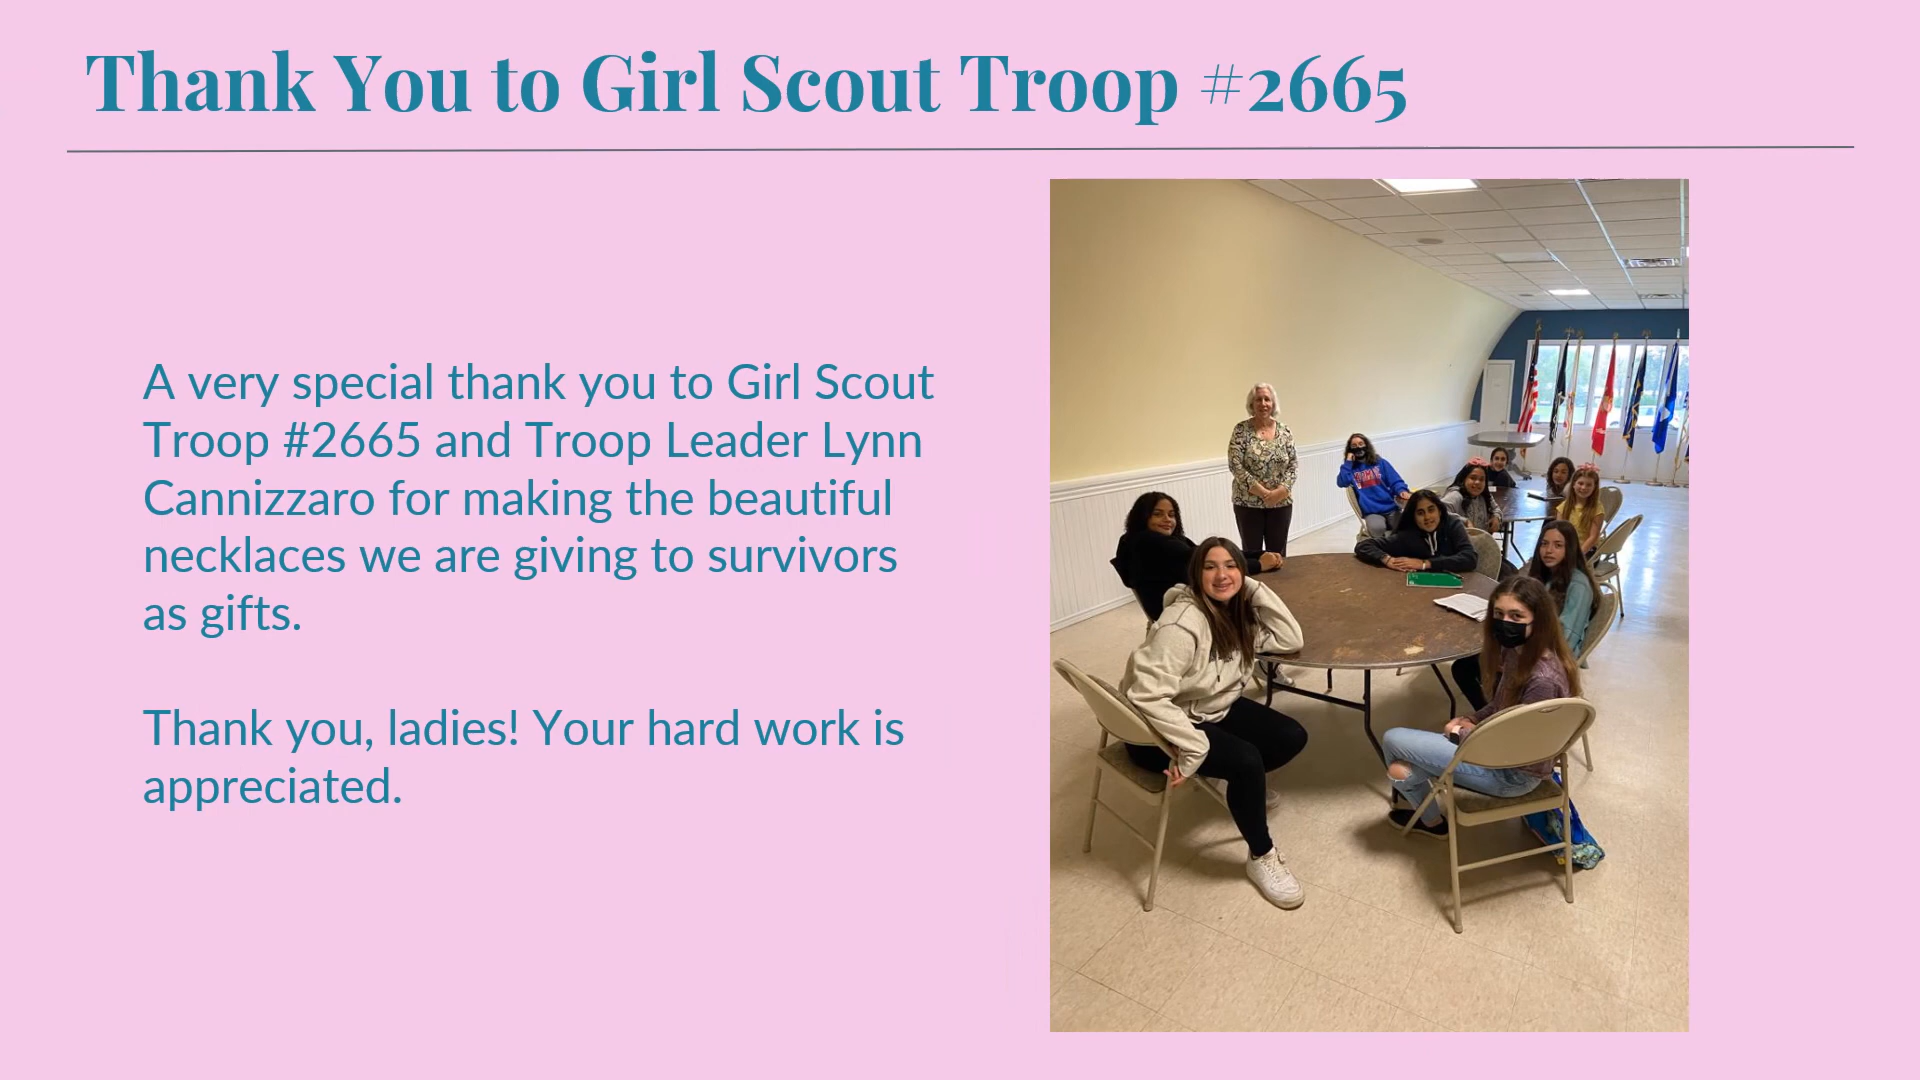 Thank You to Girl Scout Troop #2665
A very special thank you to Girl Scout
Troop #2665 and Troop Leader Lynn
Cannizzaro for making the beautiful
necklaces we are giving to survivors
as gifts.
Thank you, ladies! Your hard work is
appreciated.